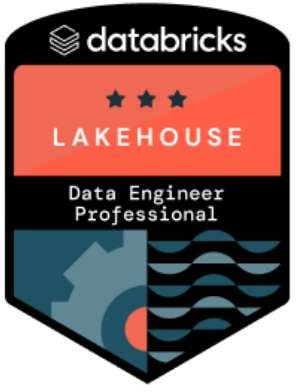 databricks
LAKEHOUSE
Data Engineer
Professional